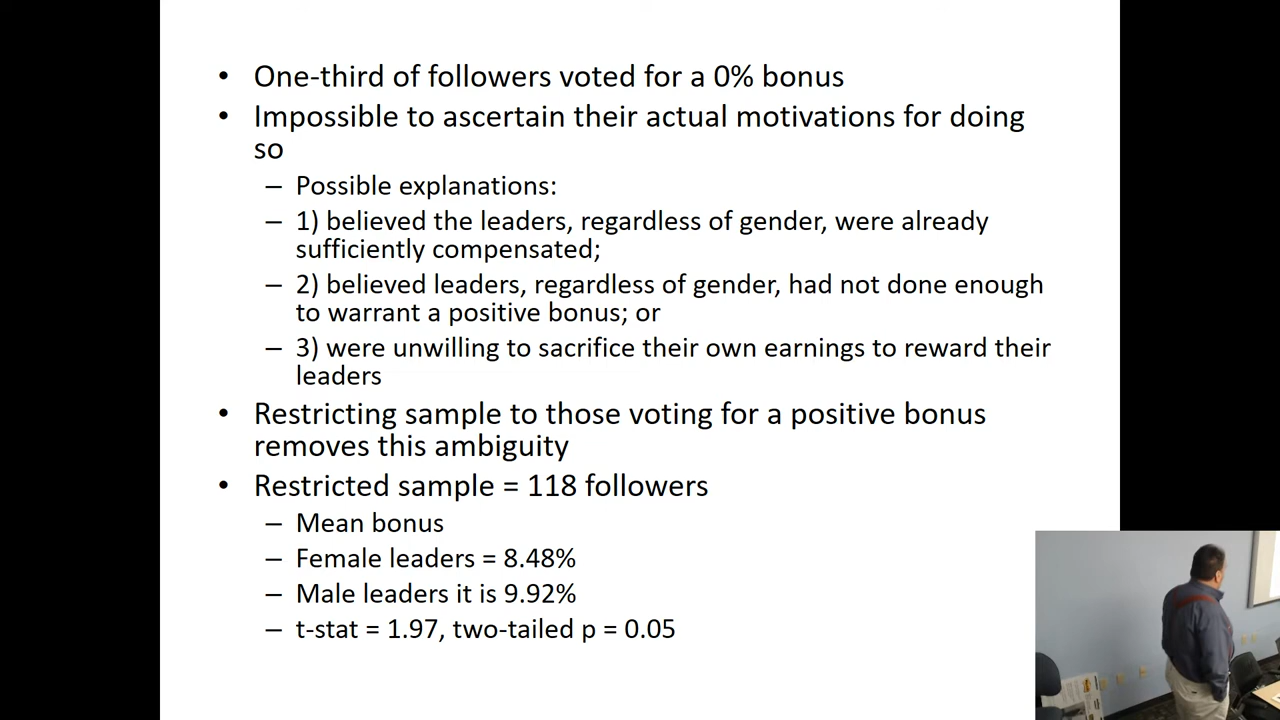 • One-third of followers voted for a 0% bonus
• Impossible to ascertain their actual motivations for doing
so
– Possible explanations:
– 1) believed the leaders, regardless of gender, were already
sufficiently compensated;
– 2) believed leaders, regardless of gender, had not done enough
to warrant a positive bonus; or
– 3) were unwilling to sacrifice their own earnings to reward their
leaders
• Restricting sample to those voting for a positive bonus
removes this ambiguity
• Restricted sample = 118 followers
– Mean bonus
– Female leaders = 8.48%
– Male leaders it is 9.92%
– t-stat = 1.97, two-tailed p = 0.05